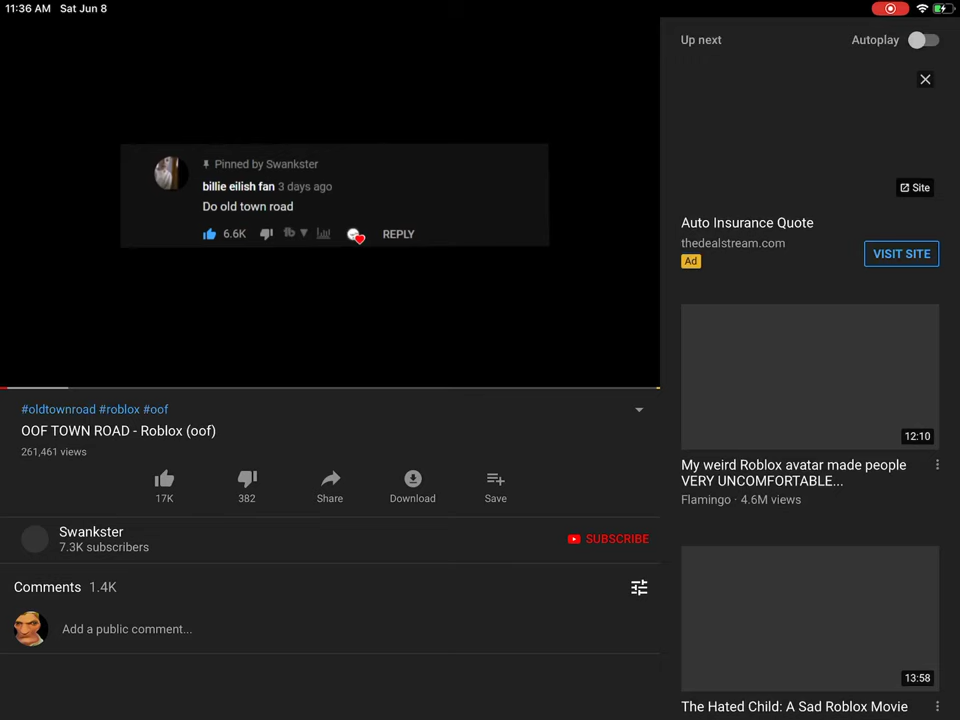 11:36 AM Sat Jun 8
Pinned by Swankster
billie eilish fan 3 days ago
Do old town road
6.6K
REPLY
#oldtownroad #roblox #oof
OOF TOWN ROAD - Roblox (oof)
261,461 views
17K
382
Share
Download
Save
Swankster
7.3K subscribers
SUBSCRIBE
Comments 1.4K
Add a public comment...
Up next
Autoplay
Site
Auto Insurance Quote
thedealstream.com
Ad
VISIT SITE
12:10
My weird Roblox avatar made people
VERY UNCOMFORTABLE...
Flamingo · 4.6M views
13:58
The Hated Child: A Sad Roblox Movie